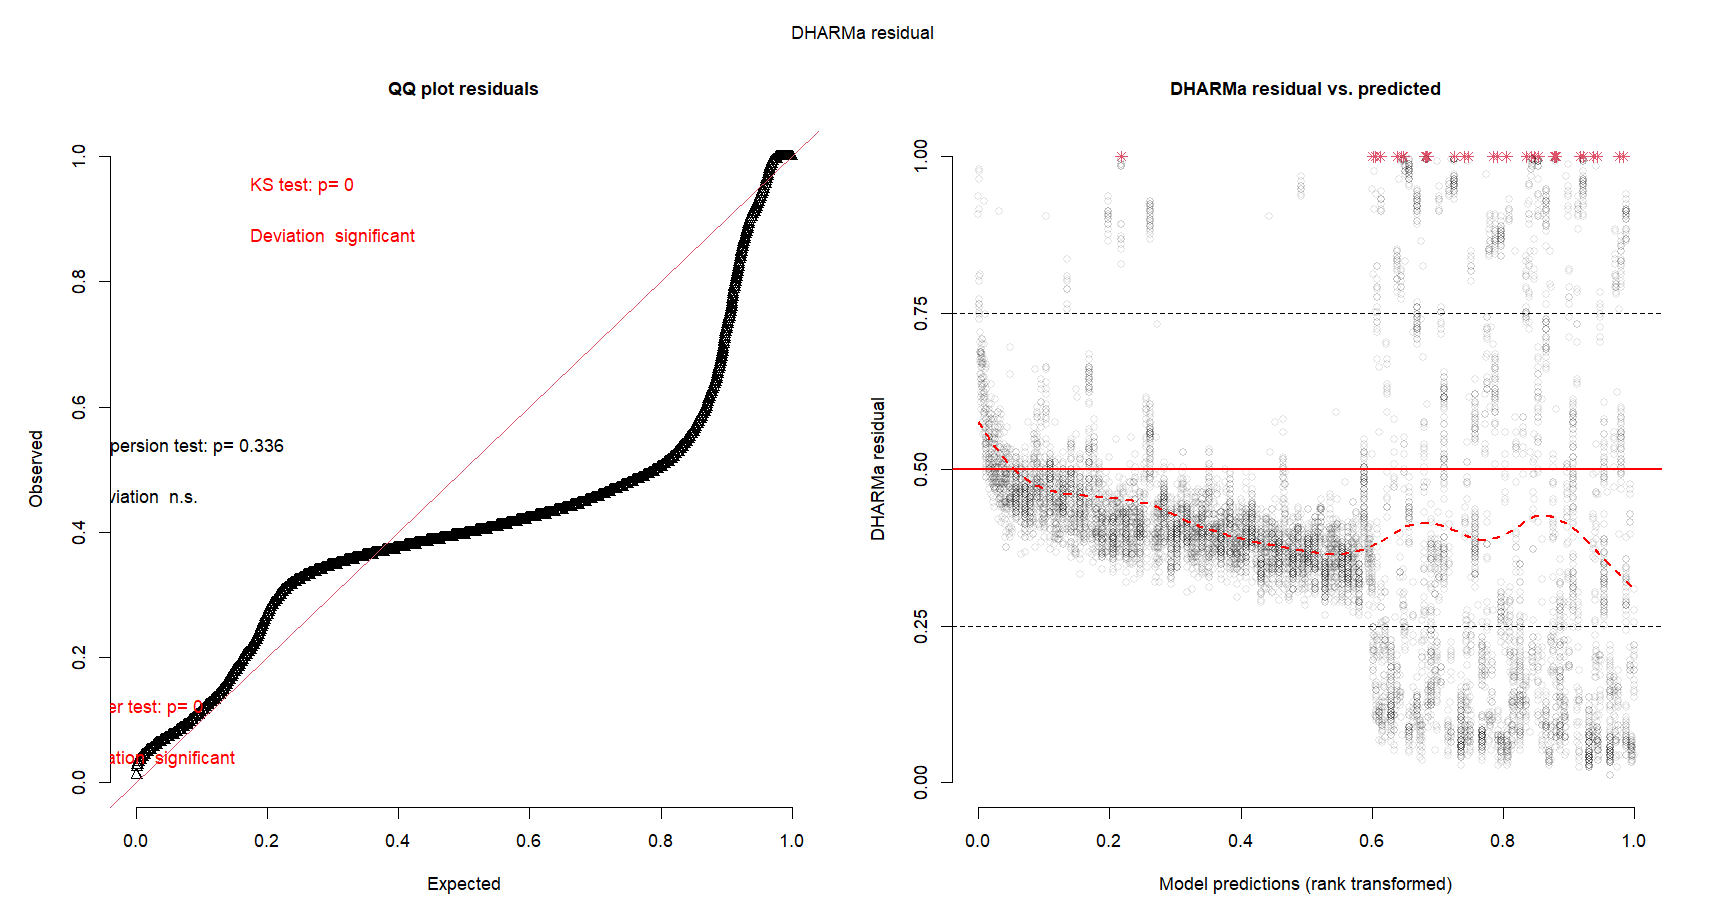 DHARMa residual
QQ plot residuals
KS test: p= 0
Deviation  significant
persion test: p= 0.336
viation  n.s.
er test: p= 0
ation  significant
Observed
0.0 0.2 0.4 0.6 0.8 1.0
0.0 0.2 0.4 0.6 0.8 1.0
Expected
DHARMa residual vs. predicted
DHARMa residual
0.00 0.25 0.50 0.75 1.00
0.0 0.2 0.4 0.6 0.8 1.0
Model predictions (rank transformed)